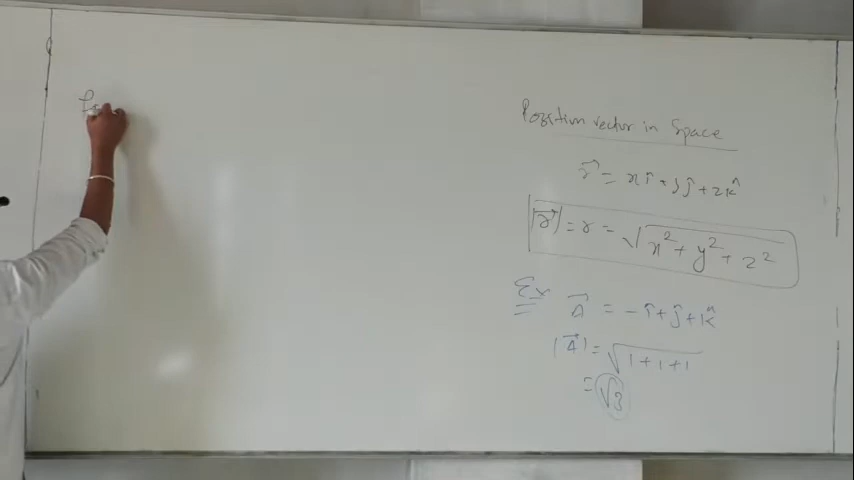 Position vector in Space
r⃗ = xî + yĵ + zk̂
|r⃗| = r = √x² + y² + z²
Ex A⃗ = -î + ĵ + k̂
|A⃗| = √1 + 1 + 1
= √3